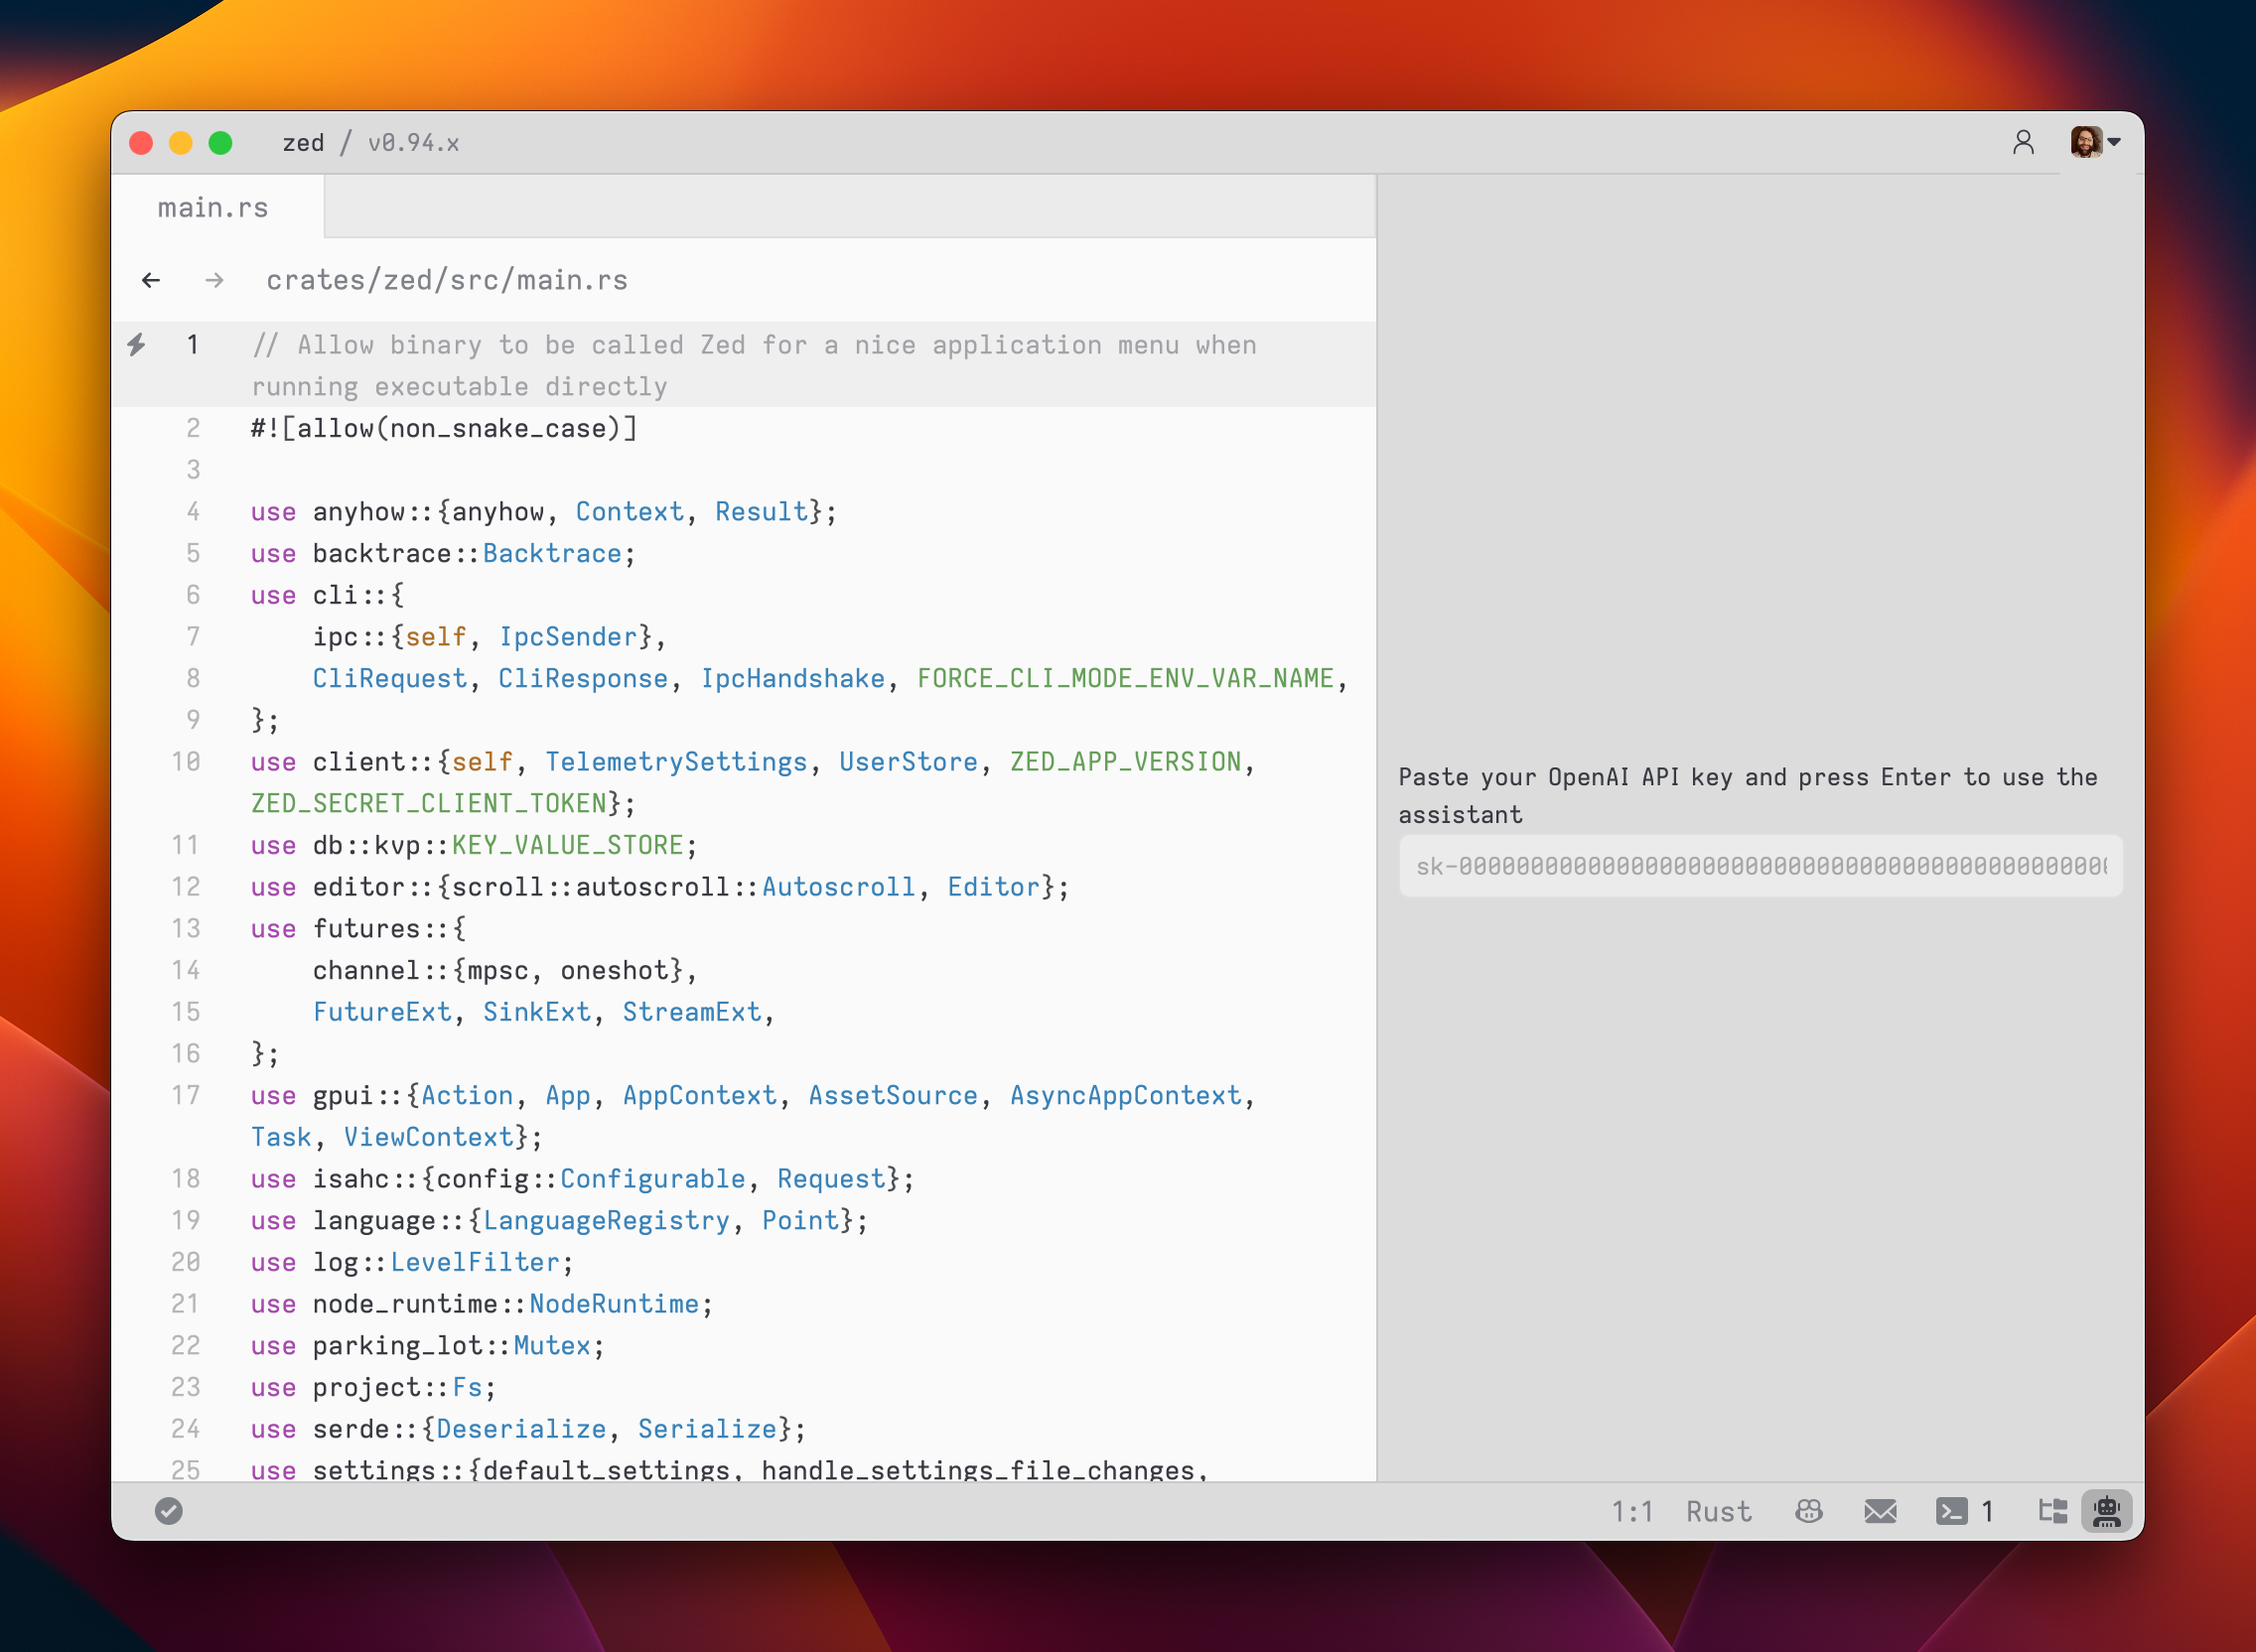 zed / v0.94.x
main.rs
crates/zed/src/main.rs
1 // Allow binary to be called Zed for a nice application menu when
running executable directly
2 #![allow(non_snake_case)]
3
4 use anyhow::{anyhow, Context, Result};
5 use backtrace::Backtrace;
6 use cli::{
7 ipc::{self, IpcSender},
8 CliRequest, CliResponse, IpcHandshake, FORCE_CLI_MODE_ENV_VAR_NAME,
9 };
10 use client::{self, TelemetrySettings, UserStore, ZED_APP_VERSION,
ZED_SECRET_CLIENT_TOKEN};
11 use db::kvp::KEY_VALUE_STORE;
12 use editor::{scroll::autoscroll::Autoscroll, Editor};
13 use futures::{
14 channel::{mpsc, oneshot},
15 FutureExt, SinkExt, StreamExt,
16 };
17 use gpui::{Action, App, AppContext, AssetSource, AsyncAppContext,
Task, ViewContext};
18 use isahc::{config::Configurable, Request};
19 use language::{LanguageRegistry, Point};
20 use log::LevelFilter;
21 use node_runtime::NodeRuntime;
22 use parking_lot::Mutex;
23 use project::Fs;
24 use serde::{Deserialize, Serialize};
25 use settings::{default_settings, handle_settings_file_changes,
Paste your OpenAI API key and press Enter to use the
assistant
sk-000000000000000000000000000000000000000000000
1:1 Rust 1